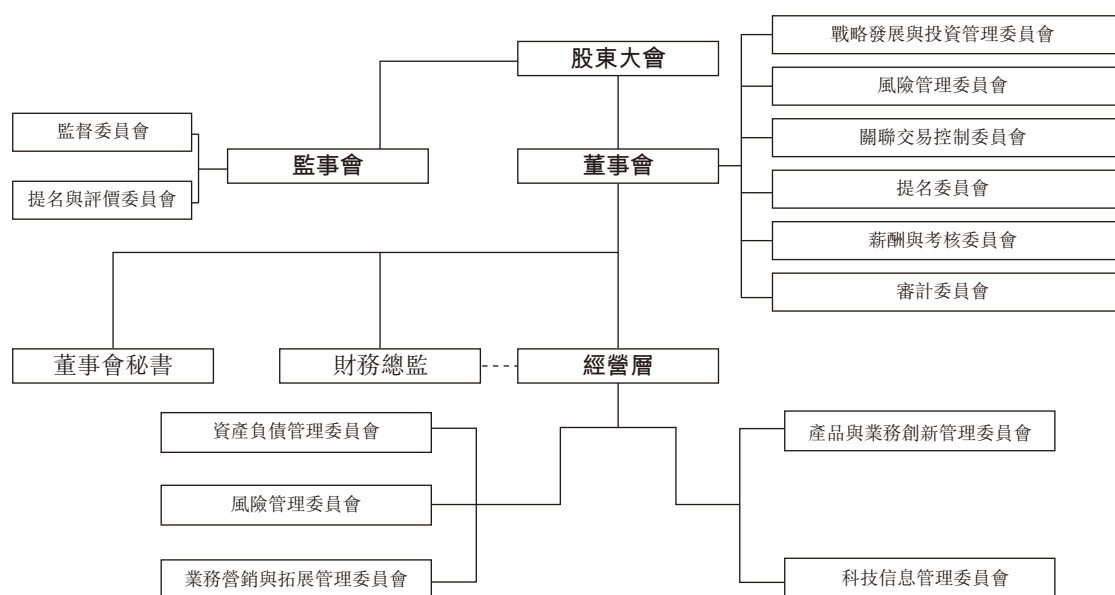 戰略發展與投資管理委員會
股東大會
風險管理委員會
監督委員會
關聯交易控制委員會
監事會
董事會
提名與評價委員會
提名委員會
薪酬與考核委員會
審計委員會
董事會秘書
財務總監
經營層
資產負債管理委員會
產品與業務創新管理委員會
風險管理委員會
業務營銷與拓展管理委員會
科技信息管理委員會